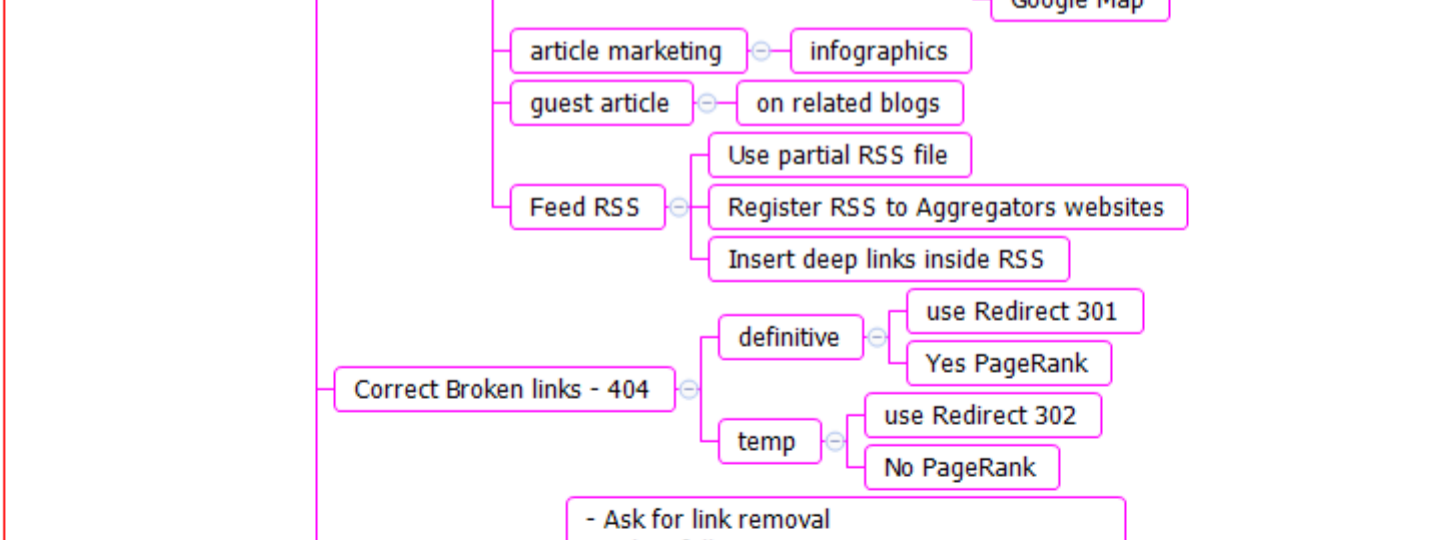 Google Map
article marketing
infographics
guest article
on related blogs
Use partial RSS file
Feed RSS
Register RSS to Aggregators websites
Insert deep links inside RSS
use Redirect 301
definitive
Yes PageRank
Correct Broken links - 404
use Redirect 302
temp
No PageRank
- Ask for link removal